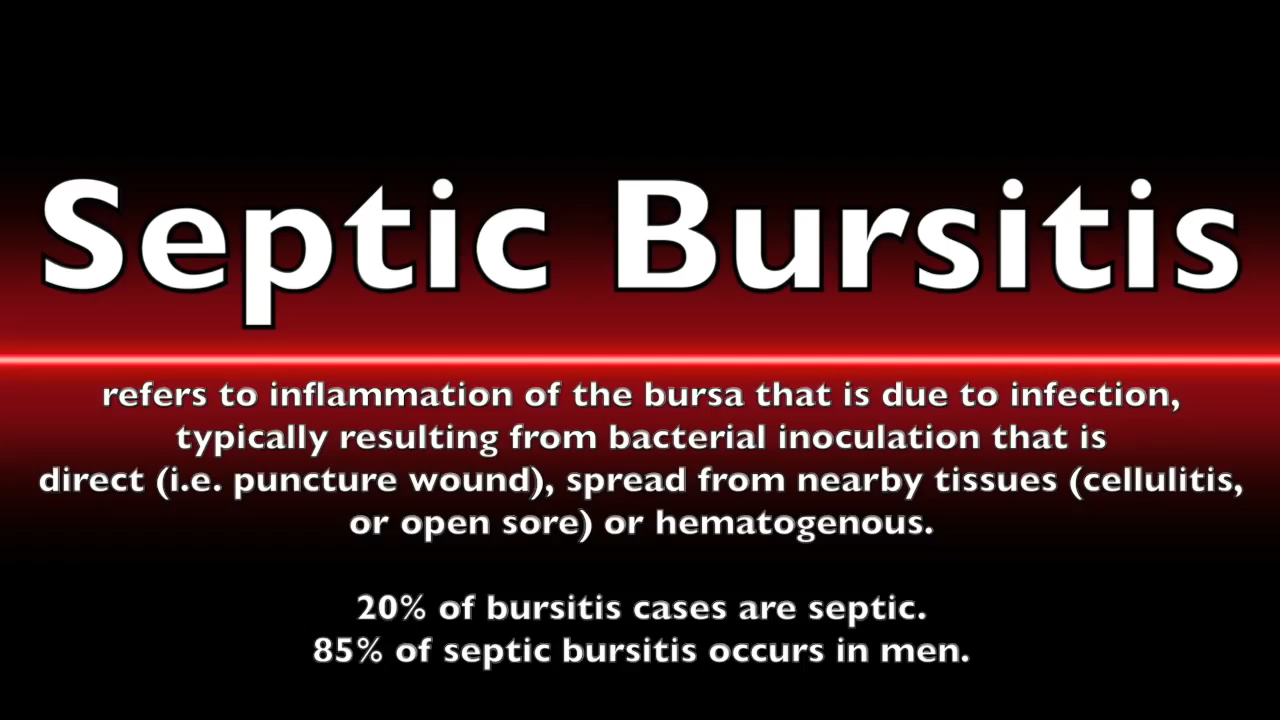 Septic Bursitis
refers to inflammation of the bursa that is due to infection,
typically resulting from bacterial inoculation that is
direct (i.e. puncture wound), spread from nearby tissues (cellulitis,
or open sore) or hematogenous.
20% of bursitis cases are septic.
85% of septic bursitis occurs in men.